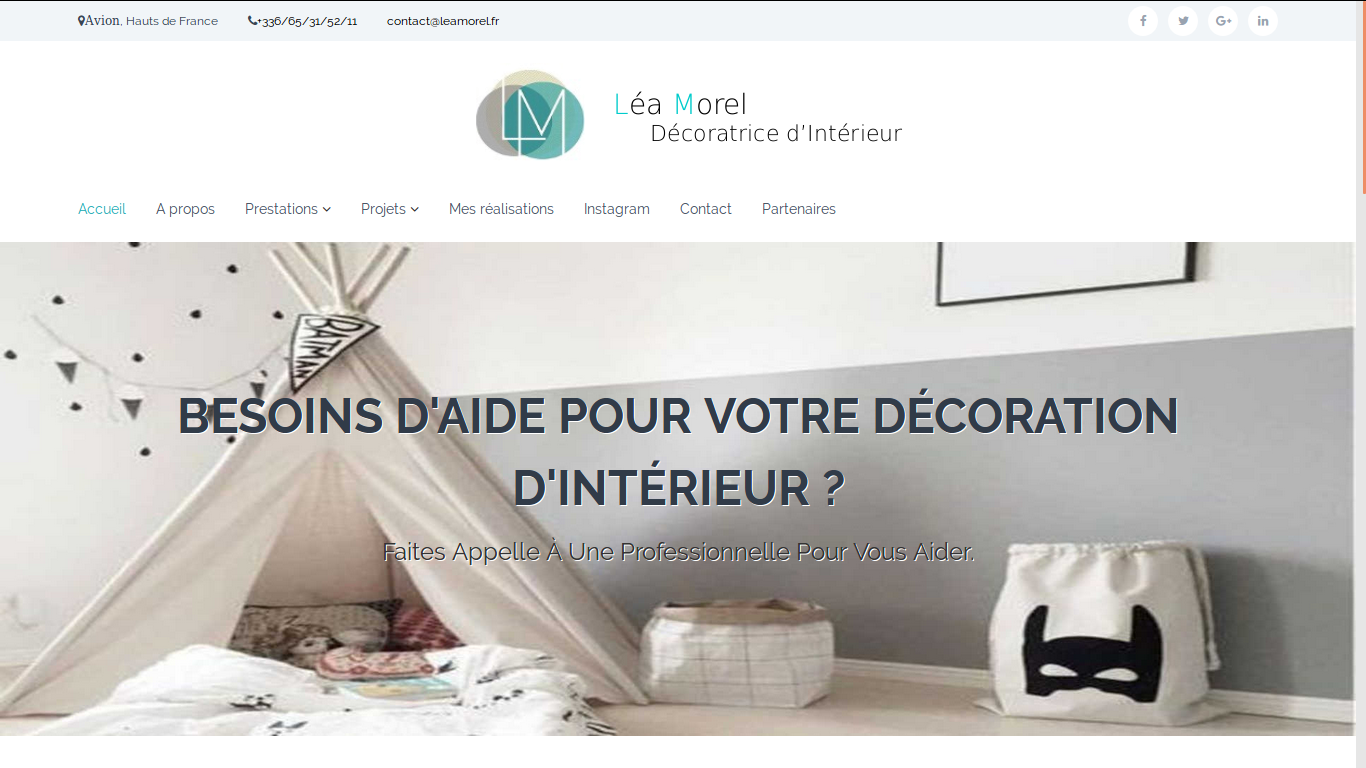 Avion, Hauts de France +336/65/31/52/11 contact@leamorel.fr
LM
Léa Morel
Décoratrice d'Intérieur
Accueil A propos Prestations Projets Mes réalisations Instagram Contact Partenaires
BATMAN
BESOINS D'AIDE POUR VOTRE DÉCORATION
D'INTÉRIEUR ?
Faites Appelle À Une Professionnelle Pour Vous Aider.